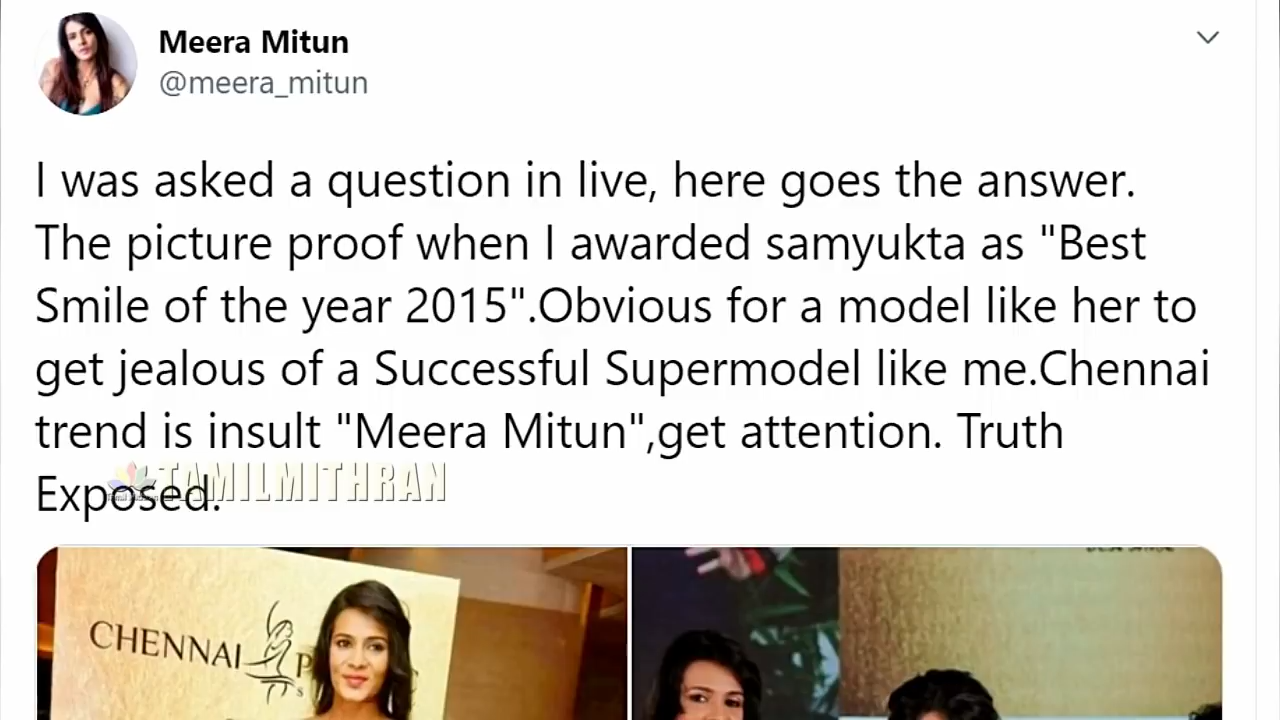 Meera Mitun
@meera_mitun
I was asked a question in live, here goes the answer.
The picture proof when I awarded samyukta as "Best
Smile of the year 2015".Obvious for a model like her to
get jealous of a Successful Supermodel like me.Chennai
trend is insult "Meera Mitun",get attention. Truth
Exposed.
TAMILMITHRAN
CHENNAI